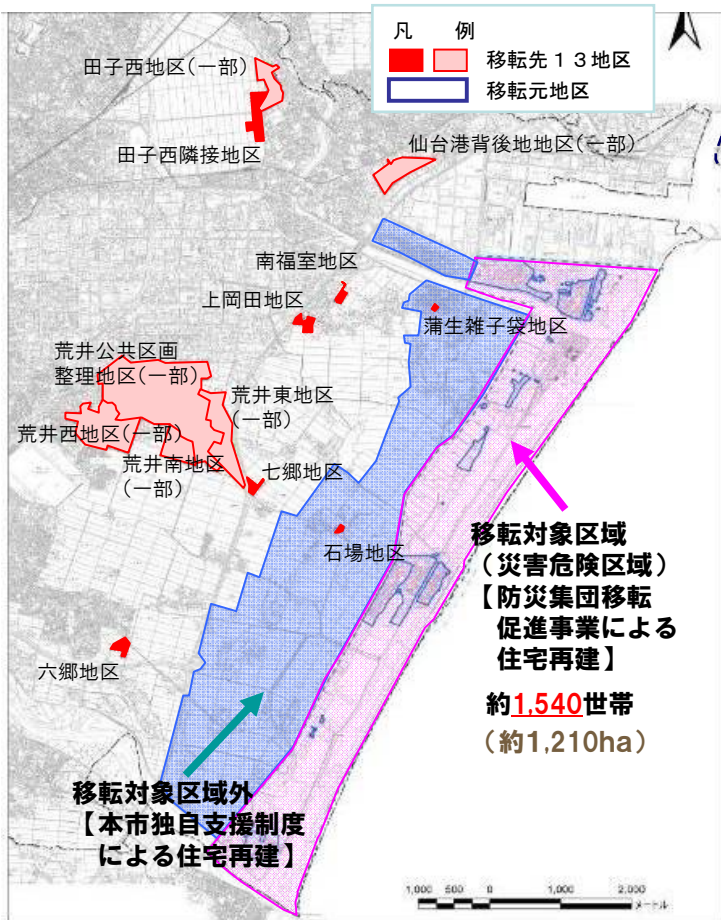 凡 例
移転先１３地区
移転元地区
田子西地区(一部)
田子西隣接地区
仙台港背後地地区(一部)
南福室地区
上岡田地区
蒲生雑子袋地区
荒井公共区画
整理地区(一部)
荒井東地区
(一部)
荒井西地区(一部)
荒井南地区
(一部)
七郷地区
石場地区
六郷地区
移転対象区域
（災害危険区域）
【防災集団移転
促進事業による
住宅再建】
約1,540世帯
（約1,210ha）
移転対象区域外
【本市独自支援制度
による住宅再建】
1,000 500 0 1,000 2,000
メートル